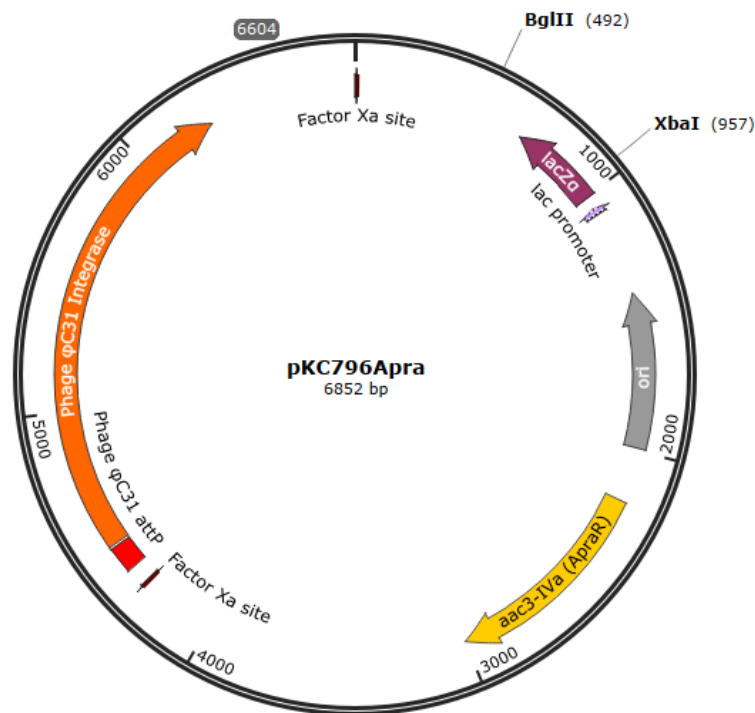 6604
BglII (492)
XbaI (957)
Factor Xa site
6000
1000
lacZα
lac promoter
Phage φC31 Integrase
ori
pKC796Apra
6852 bp
5000
Phage φC31 attP
2000
Factor Xa site
aac3-IVa (ApraR)
4000
3000